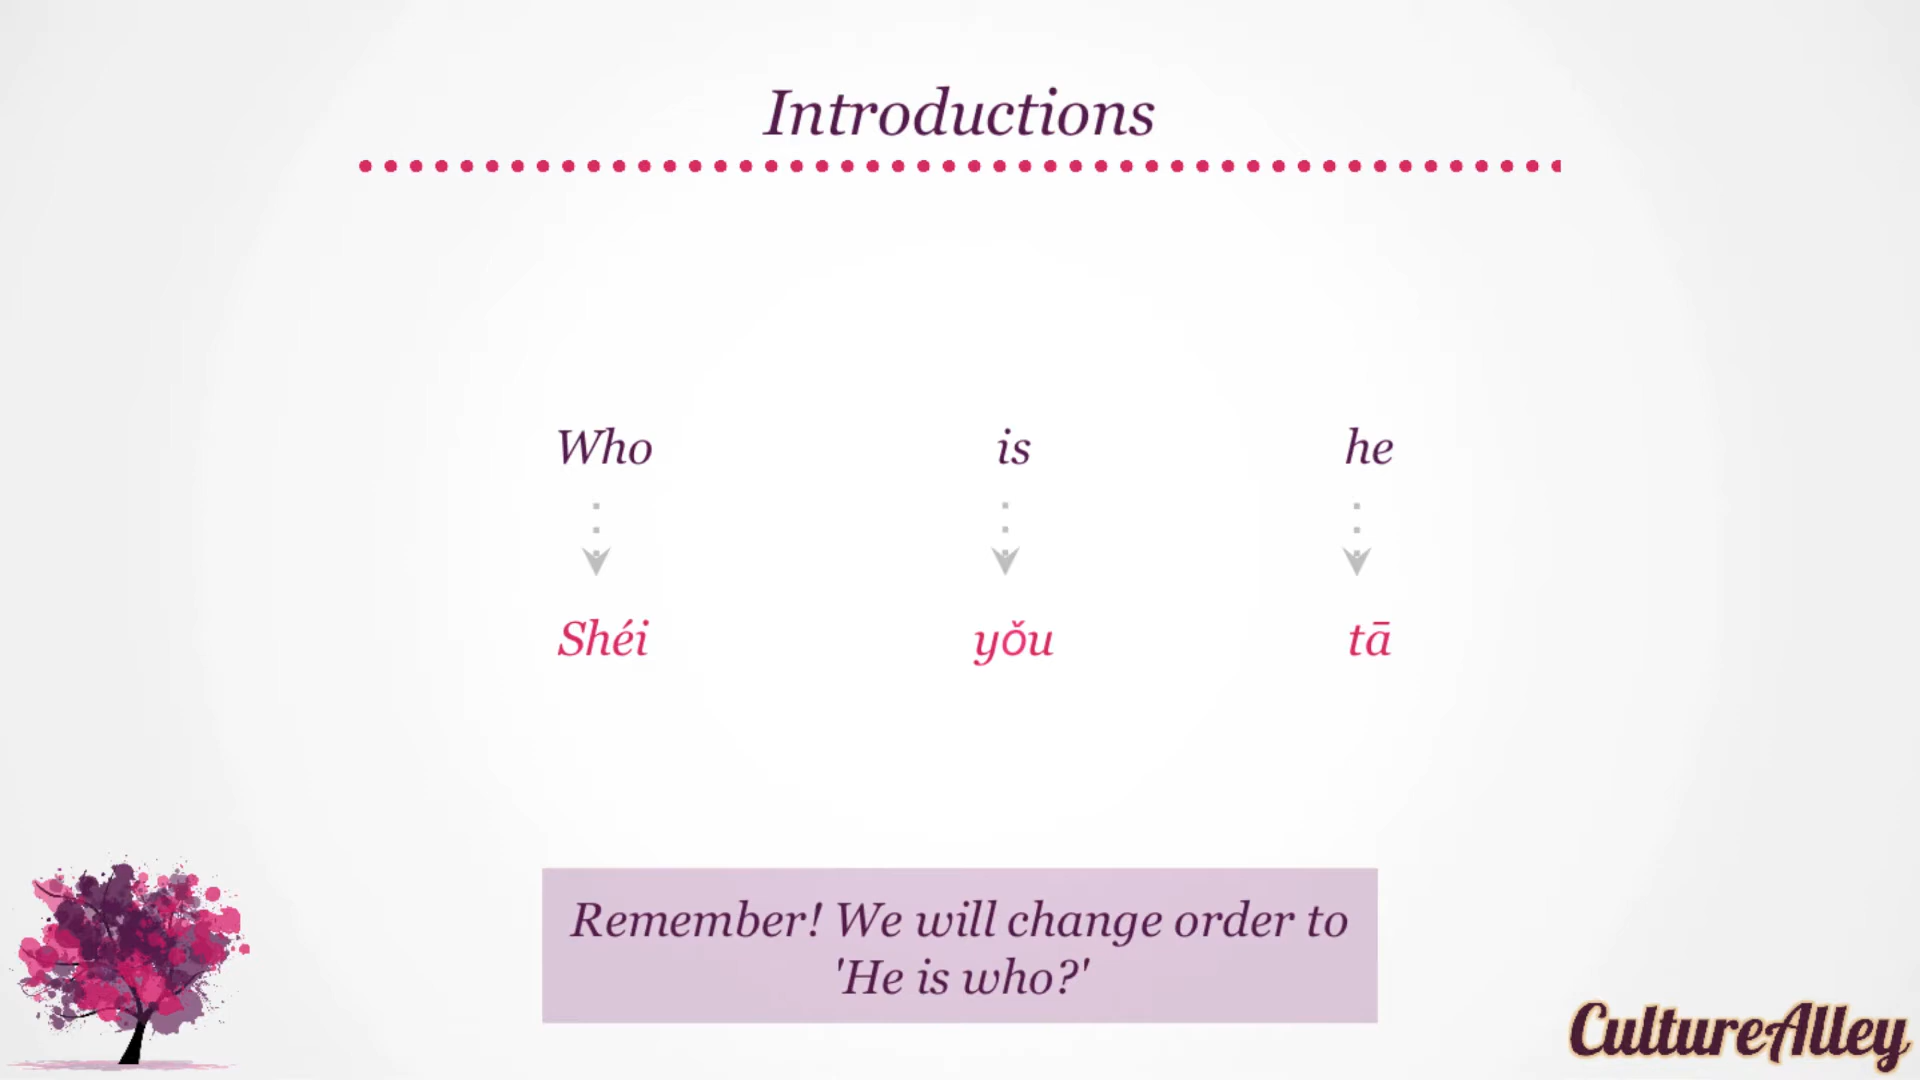 Introductions
Who is he
Shéi yǒu tā
Remember! We will change order to
'He is who?'
CultureAlley